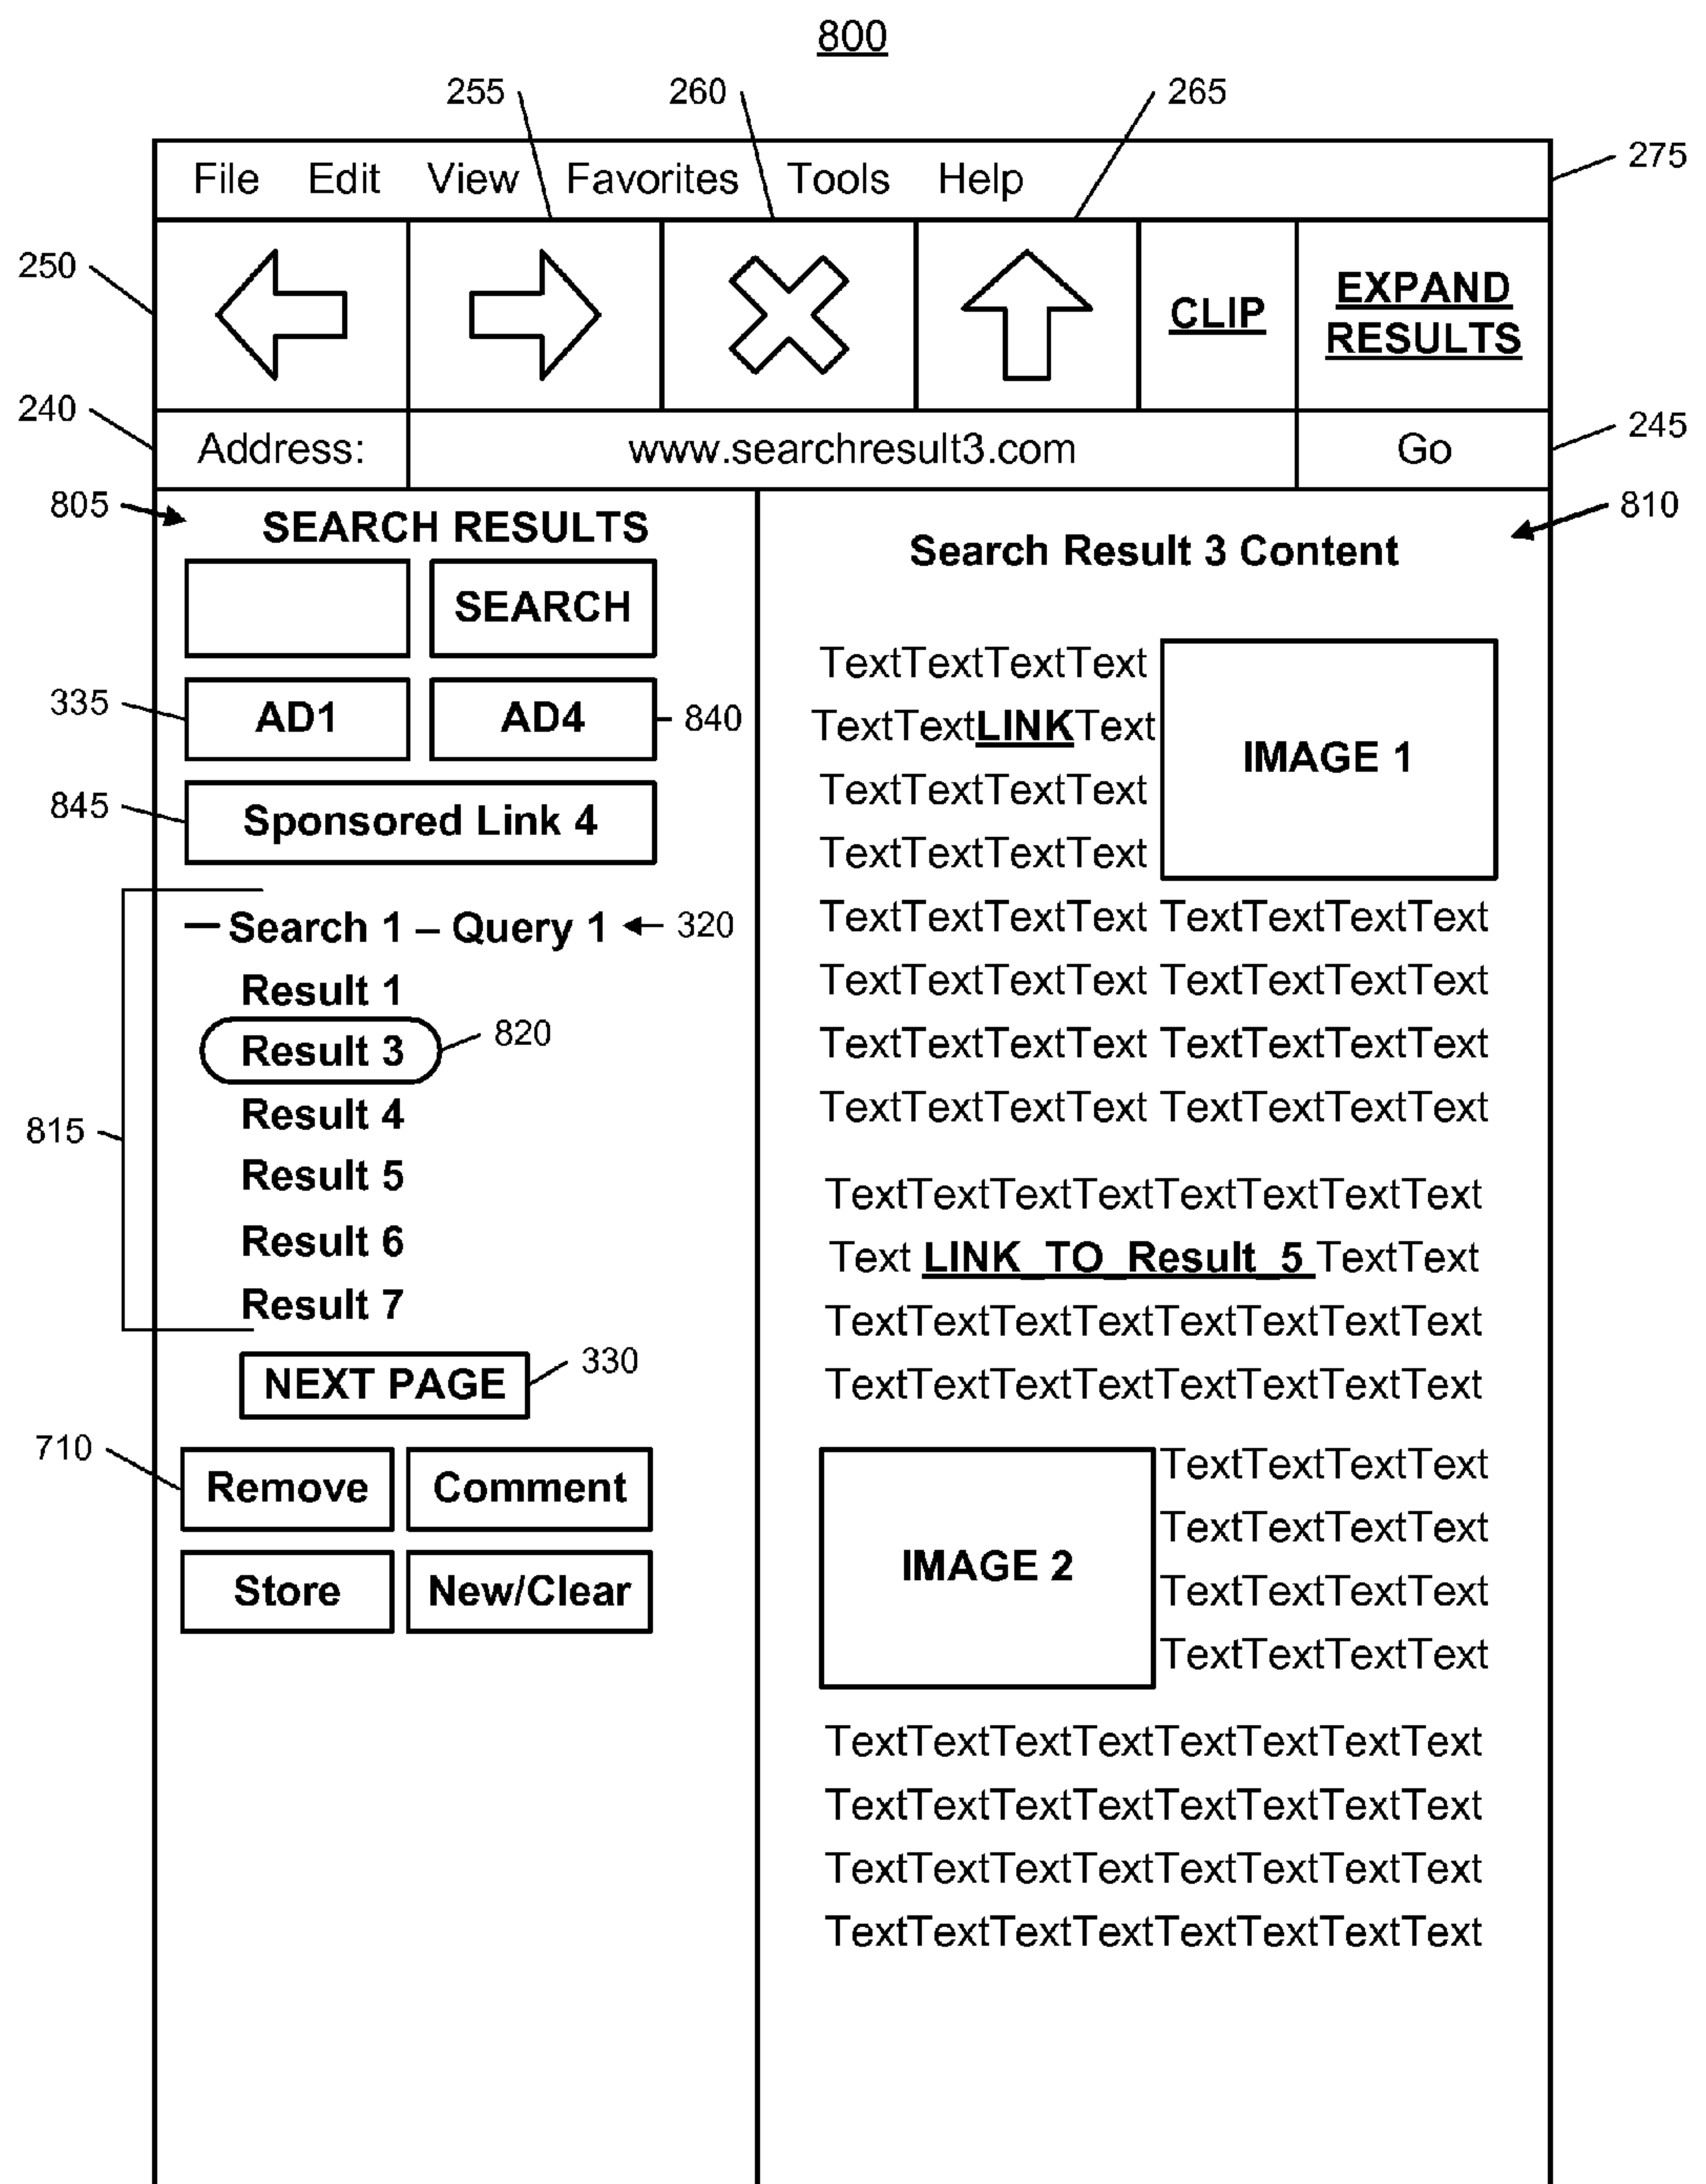 800
255 260 265
File Edit View Favorites Tools Help 275
250
CLIP
EXPAND
RESULTS
240 Address: www.searchresult3.com Go 245
805 SEARCH RESULTS
SEARCH
335 AD1 AD4 840
845 Sponsored Link 4
— Search 1 – Query 1 320
Result 1
Result 3 820
Result 4
815
Result 5
Result 6
Result 7
NEXT PAGE 330
710 Remove Comment
Store New/Clear
810
Search Result 3 Content
TextTextTextText
TextTextLINKText
IMAGE 1
TextTextTextText
TextTextTextText
TextTextTextText TextTextTextText
TextTextTextText TextTextTextText
TextTextTextText TextTextTextText
TextTextTextText TextTextTextText
TextTextTextTextTextTextTextText
Text LINK_TO_Result_5 TextText
TextTextTextTextTextTextTextText
TextTextTextTextTextTextTextText
TextTextTextText
TextTextTextText
IMAGE 2
TextTextTextText
TextTextTextText
TextTextTextTextTextTextTextText
TextTextTextTextTextTextTextText
TextTextTextTextTextTextTextText
TextTextTextTextTextTextTextText